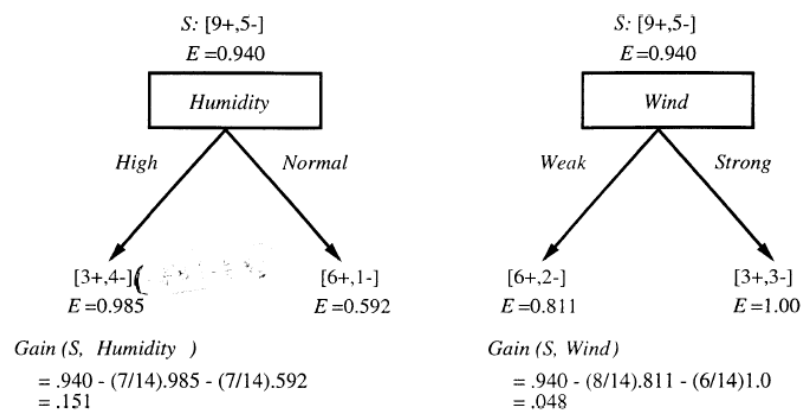 S: [9+,5-]
E =0.940
Humidity
High
Normal
[3+,4-](
E =0.985
[6+,1-]
E =0.592
Gain (S, Humidity )
= .940 - (7/14).985 - (7/14).592
= .151
S: [9+,5-]
E =0.940
Wind
Weak
Strong
[6+,2-]
E =0.811
[3+,3-]
E =1.00
Gain (S, Wind)
= .940 - (8/14).811 - (6/14)1.0
= .048